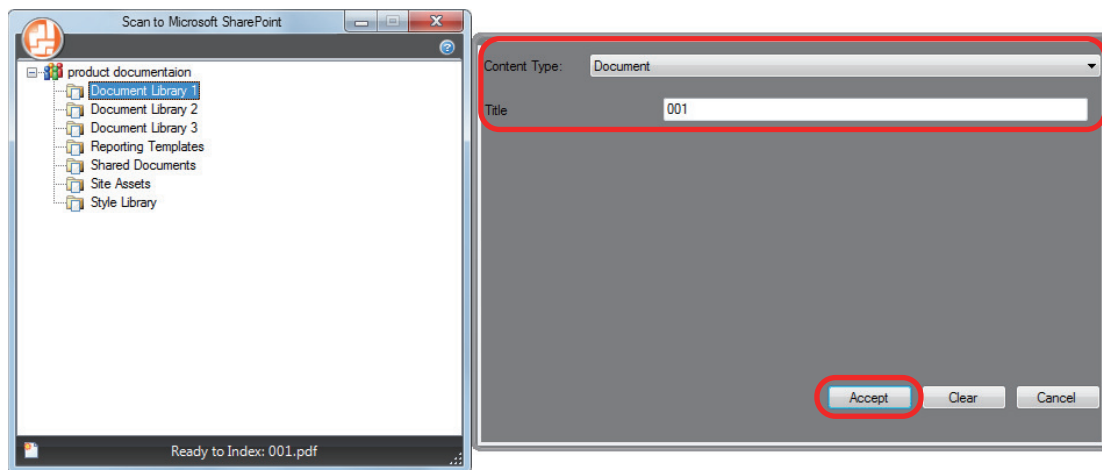 Scan to Microsoft SharePoint
product documentaion
Document Library 1
Document Library 2
Document Library 3
Reporting Templates
Shared Documents
Site Assets
Style Library
Ready to Index: 001.pdf
Content Type: Document
Title 001
Accept Clear Cancel